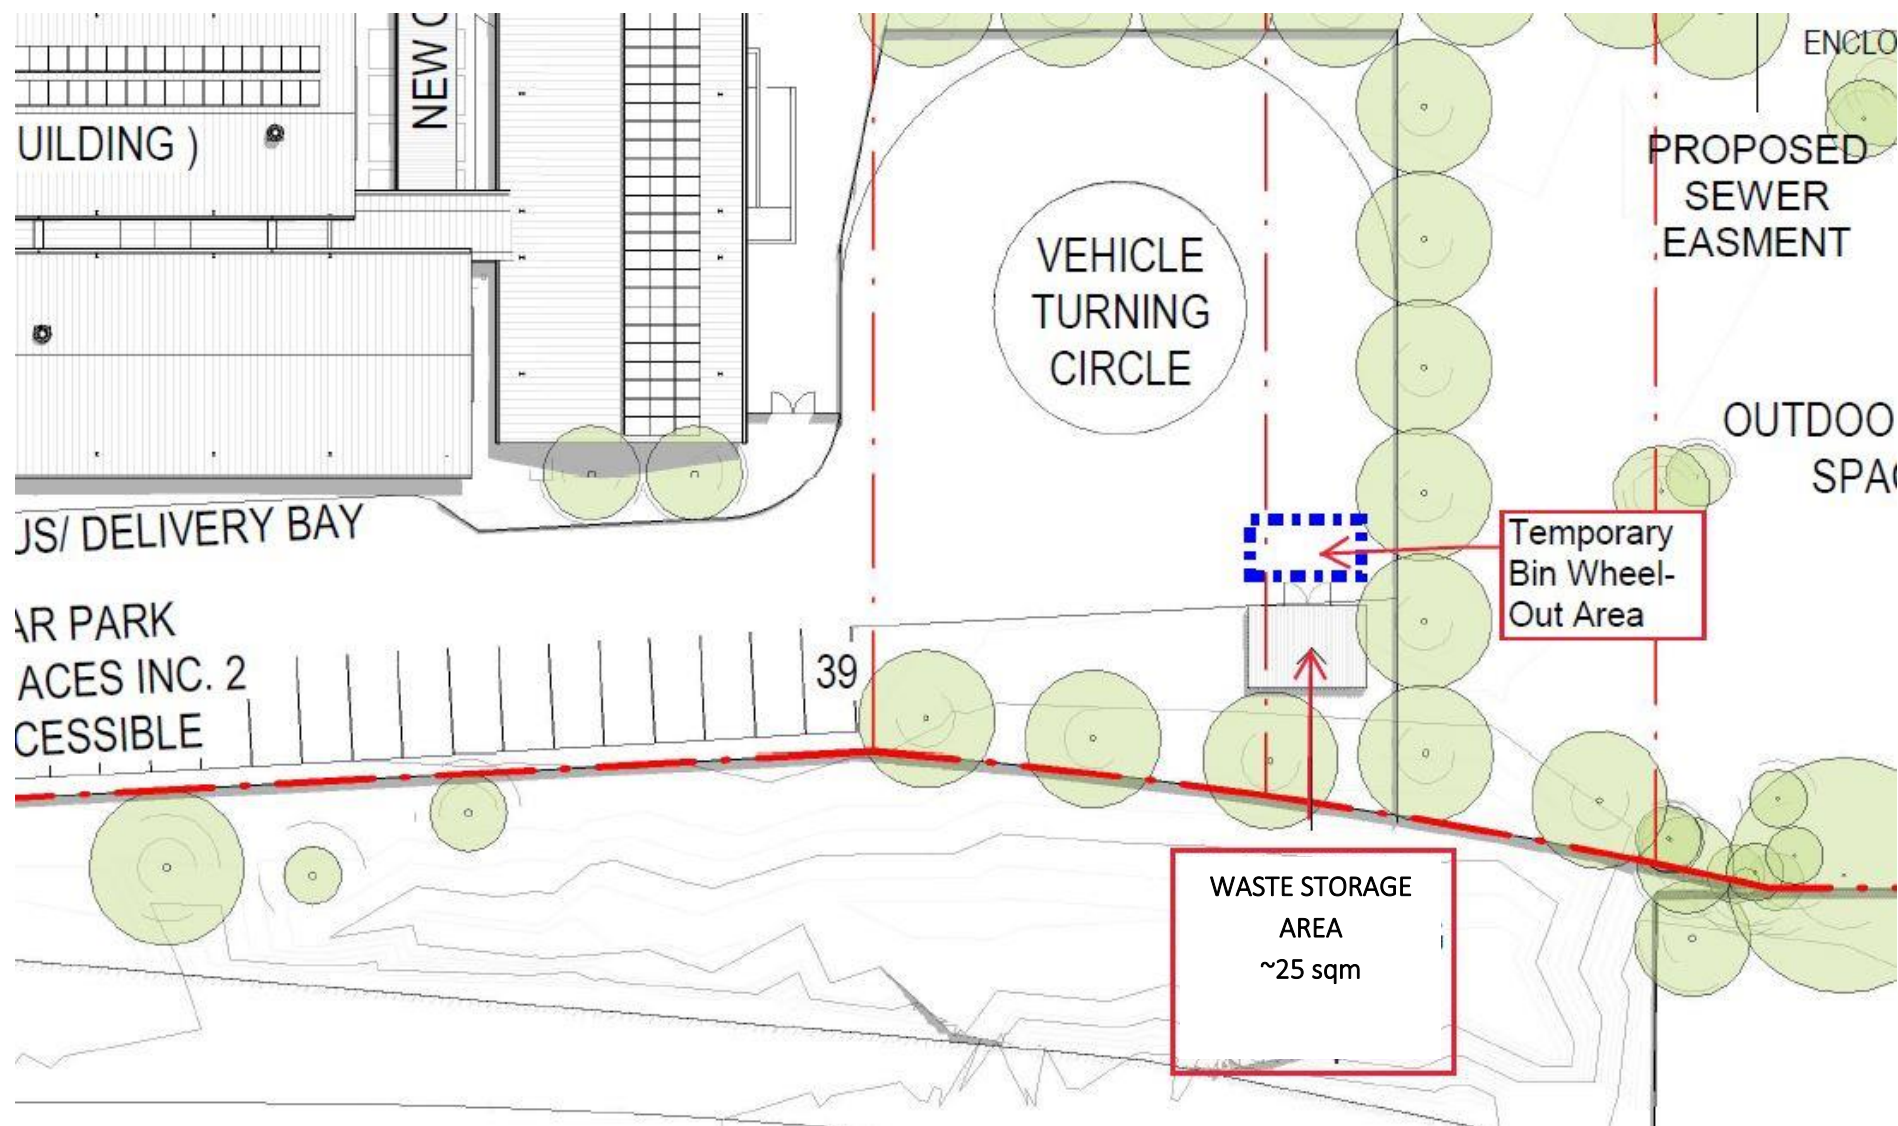 NEW
UILDING )
VEHICLE
TURNING
CIRCLE
ENCLO
PROPOSED
SEWER
EASMENT
OUTDOO
SPAC
US/ DELIVERY BAY
AR PARK
ACES INC. 2
CESSIBLE
39
Temporary
Bin Wheel-
Out Area
WASTE STORAGE
AREA
~25 sqm